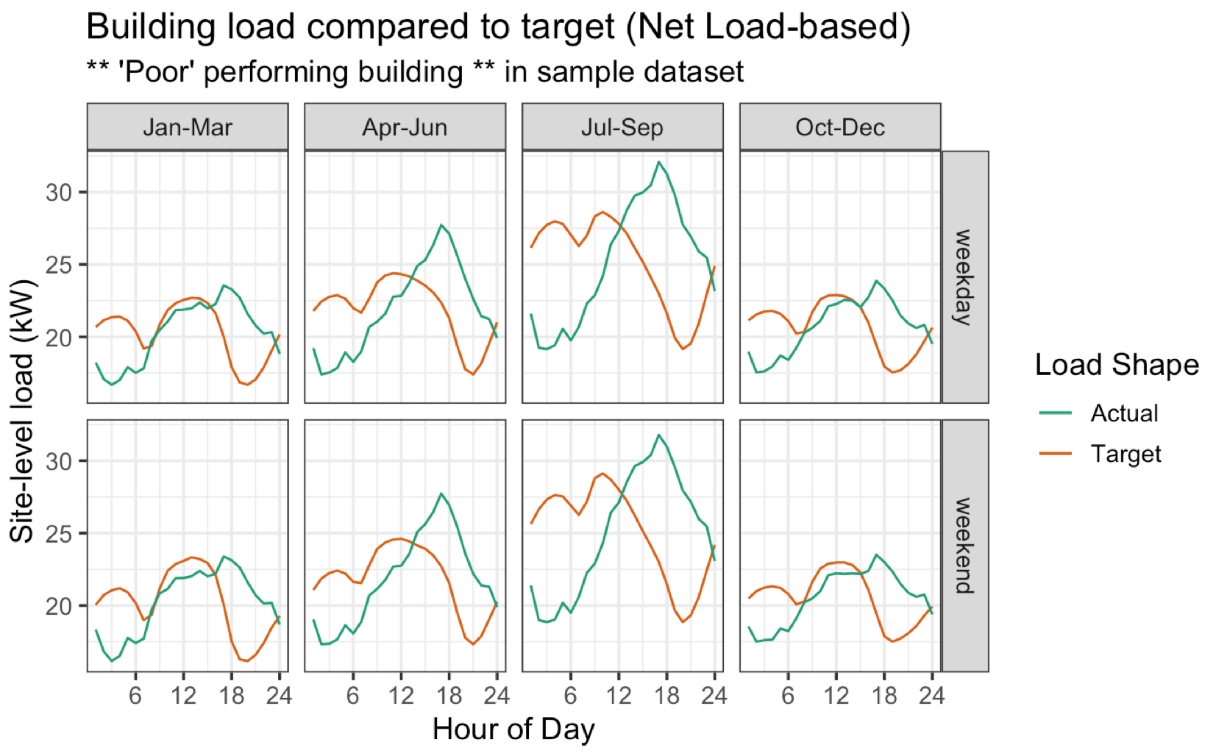 Building load compared to target (Net Load-based)
** 'Poor' performing building ** in sample dataset
Jan-Mar
Apr-Jun
Jul-Sep
Oct-Dec
30
25
20
weekday
30
25
20
weekend
Site-level load (kW)
6 12 18 24
6 12 18 24
6 12 18 24
6 12 18 24
Hour of Day
Load Shape
Actual
Target